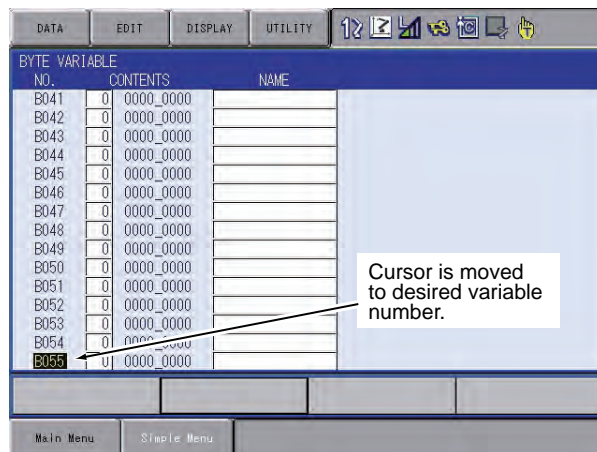 DATA EDIT DISPLAY UTILITY
BYTE VARIABLE
NO. CONTENTS NAME
B041 0 0000_0000
B042 0 0000_0000
B043 0 0000_0000
B044 0 0000_0000
B045 0 0000_0000
B046 0 0000_0000
B047 0 0000_0000
B048 0 0000_0000
B049 0 0000_0000
B050 0 0000_0000
B051 0 0000_0000
B052 0 0000_0000
B053 0 0000_0000
B054 0 0000_0000
B055 0 0000_0000
Cursor is moved
to desired variable
number.
Main Menu Simple Menu